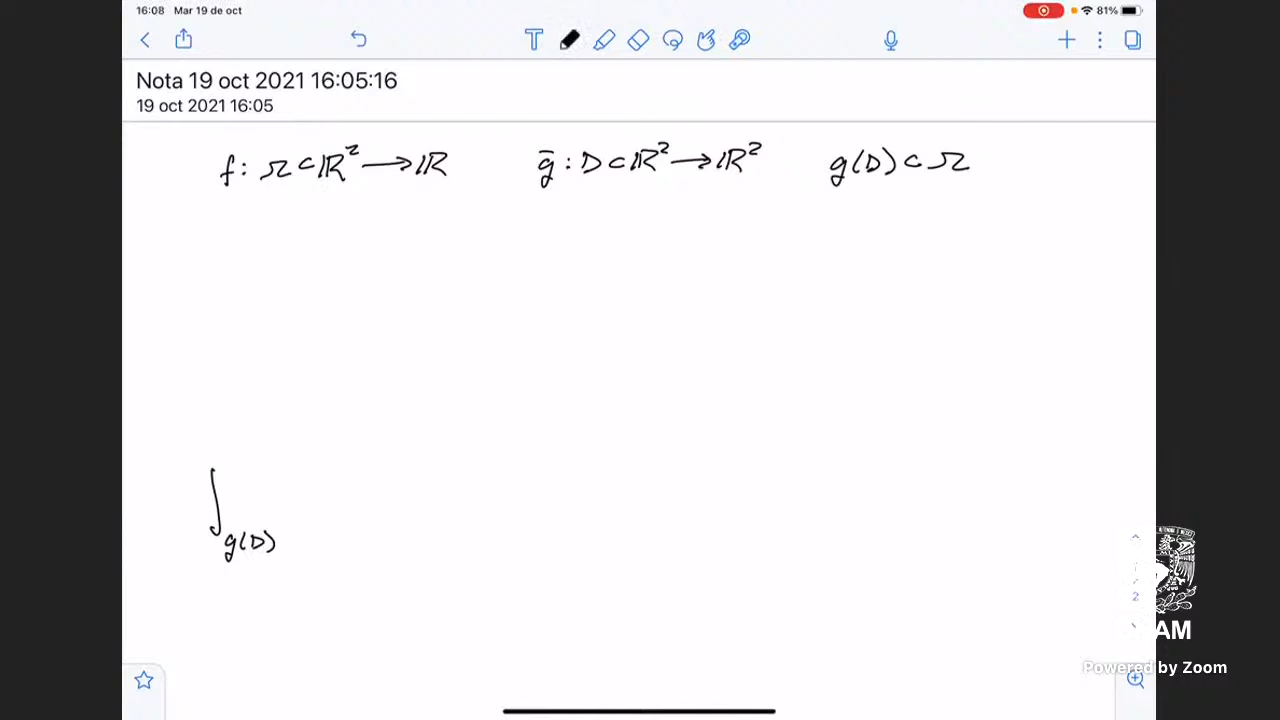 16:08 Mar 19 de oct 81%
Nota 19 oct 2021 16:05:16
19 oct 2021 16:05
f: Ω⊂ℝ² → ℝ ḡ: D⊂ℝ² → ℝ² g(D) ⊂ Ω
∫g(D)
2
AM
Powered by Zoom